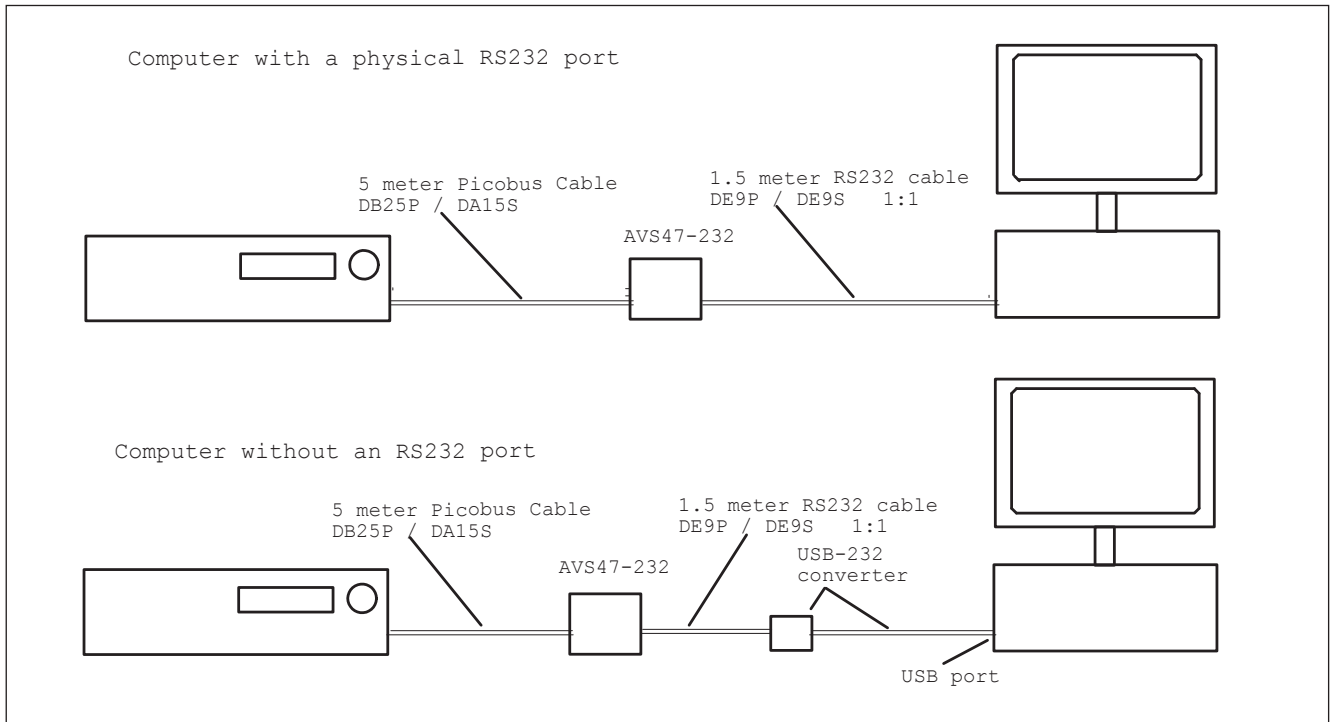 Computer with a physical RS232 port
5 meter Picobus Cable
DB25P / DA15S
AVS47-232
1.5 meter RS232 cable
DE9P / DE9S 1:1
Computer without an RS232 port
5 meter Picobus Cable
DB25P / DA15S
AVS47-232
1.5 meter RS232 cable
DE9P / DE9S 1:1
USB-232
converter
USB port